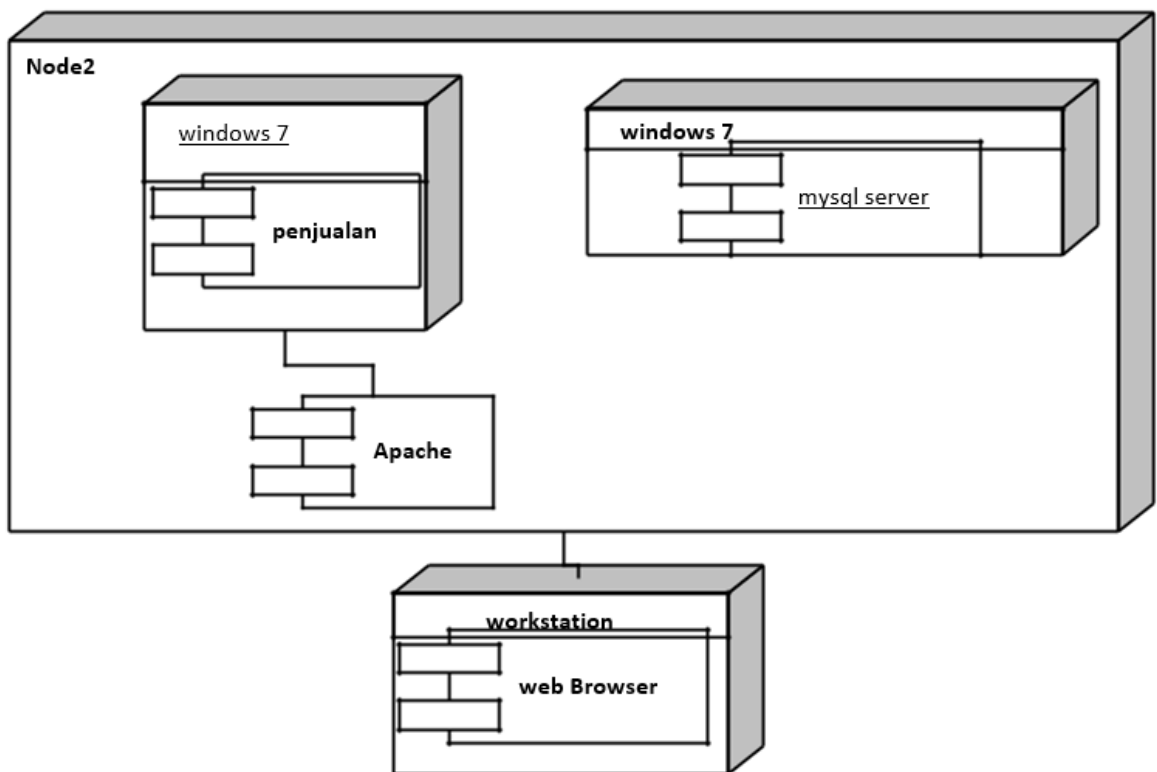 Node2
windows 7
penjualan
windows 7
mysql server
Apache
workstation
web Browser